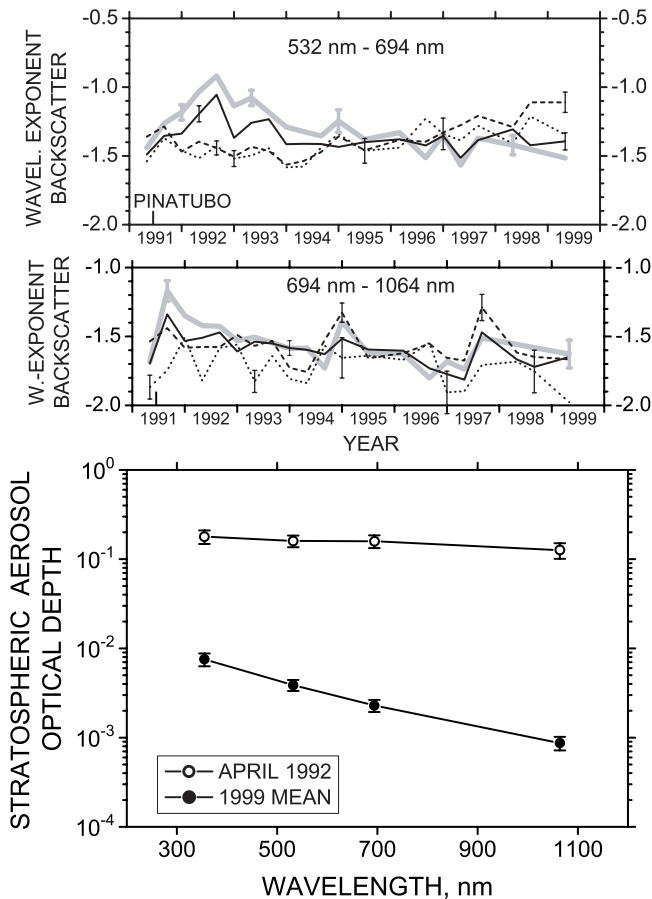 -0.5 -0.5
532 nm - 694 nm
-1.0 -1.0
WAVEL. EXPONENT
BACKSCATTER
-1.5 -1.5
PINATUBO
-2.0 -2.0
1991 1992 1993 1994 1995 1996 1997 1998 1999
-1.0 -1.0
694 nm - 1064 nm
W.-EXPONENT
BACKSCATTER
-1.5 -1.5
-2.0 -2.0
1991 1992 1993 1994 1995 1996 1997 1998 1999
YEAR
STRATOSPHERIC AEROSOL
OPTICAL DEPTH
10^0
10^-1
10^-2
10^-3
10^-4
APRIL 1992
1999 MEAN
300 500 700 900 1100
WAVELENGTH, nm